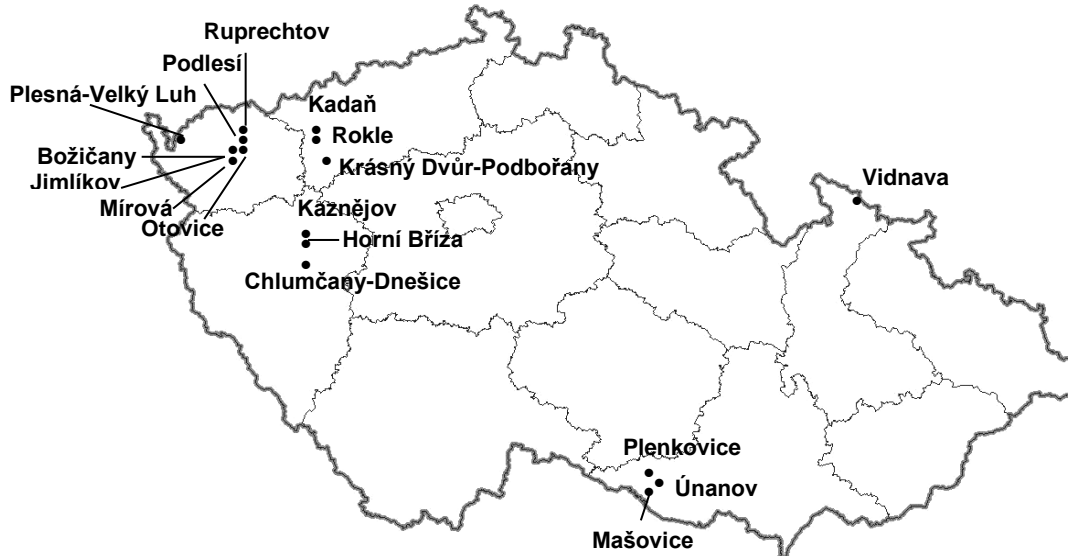 Ruprechtov
Podlesí
Plesná-Velký Luh
Kadaň
Rokle
Božičany
Krásný Dvůr-Podbořany
Jimlíkov
Vidnava
Mírová
Otovice
Kaznějov
Horní Bříza
Chlumčany-Dnešice
Plenkovice
Únanov
Mašovice